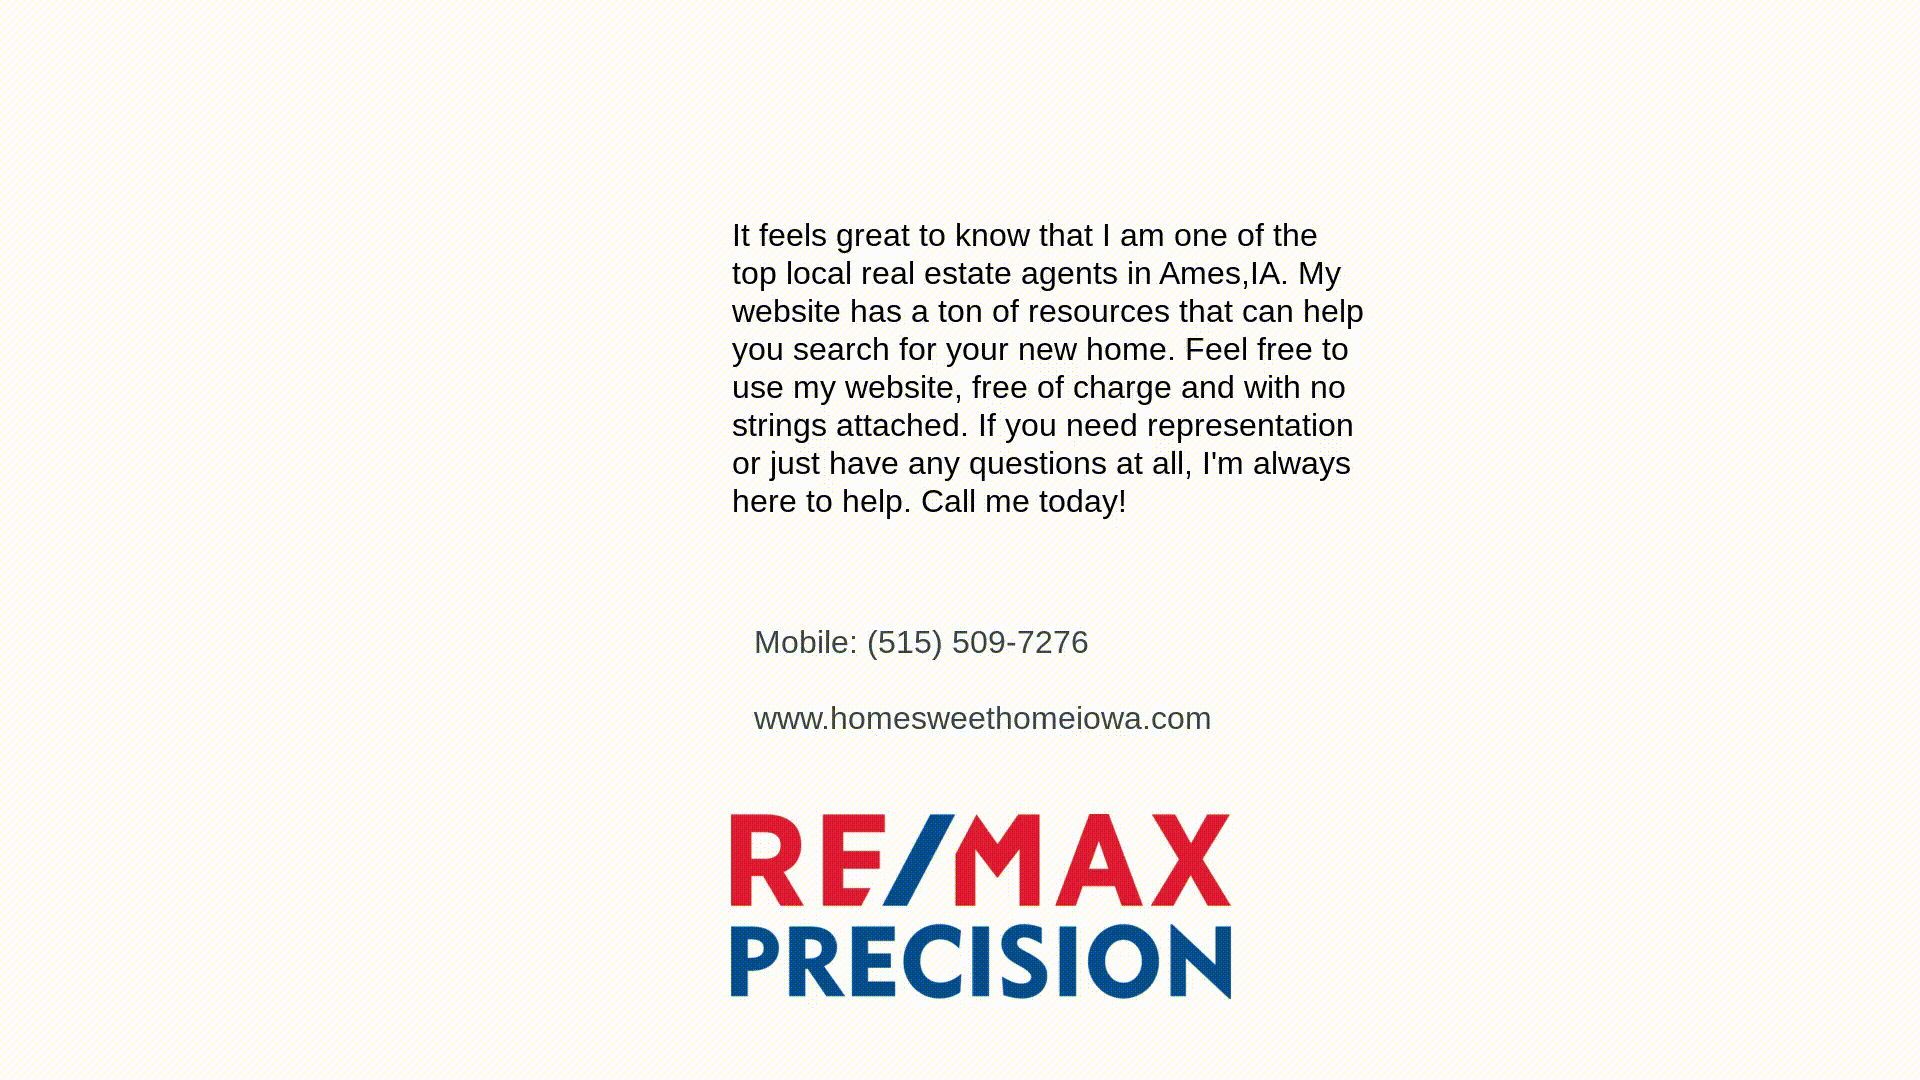 It feels great to know that I am one of the
top local real estate agents in Ames,IA. My
website has a ton of resources that can help
you search for your new home. Feel free to
use my website, free of charge and with no
strings attached. If you need representation
or just have any questions at all, I'm always
here to help. Call me today!
Mobile: (515) 509-7276
www.homesweethomeiowa.com
RE/MAX
PRECISION